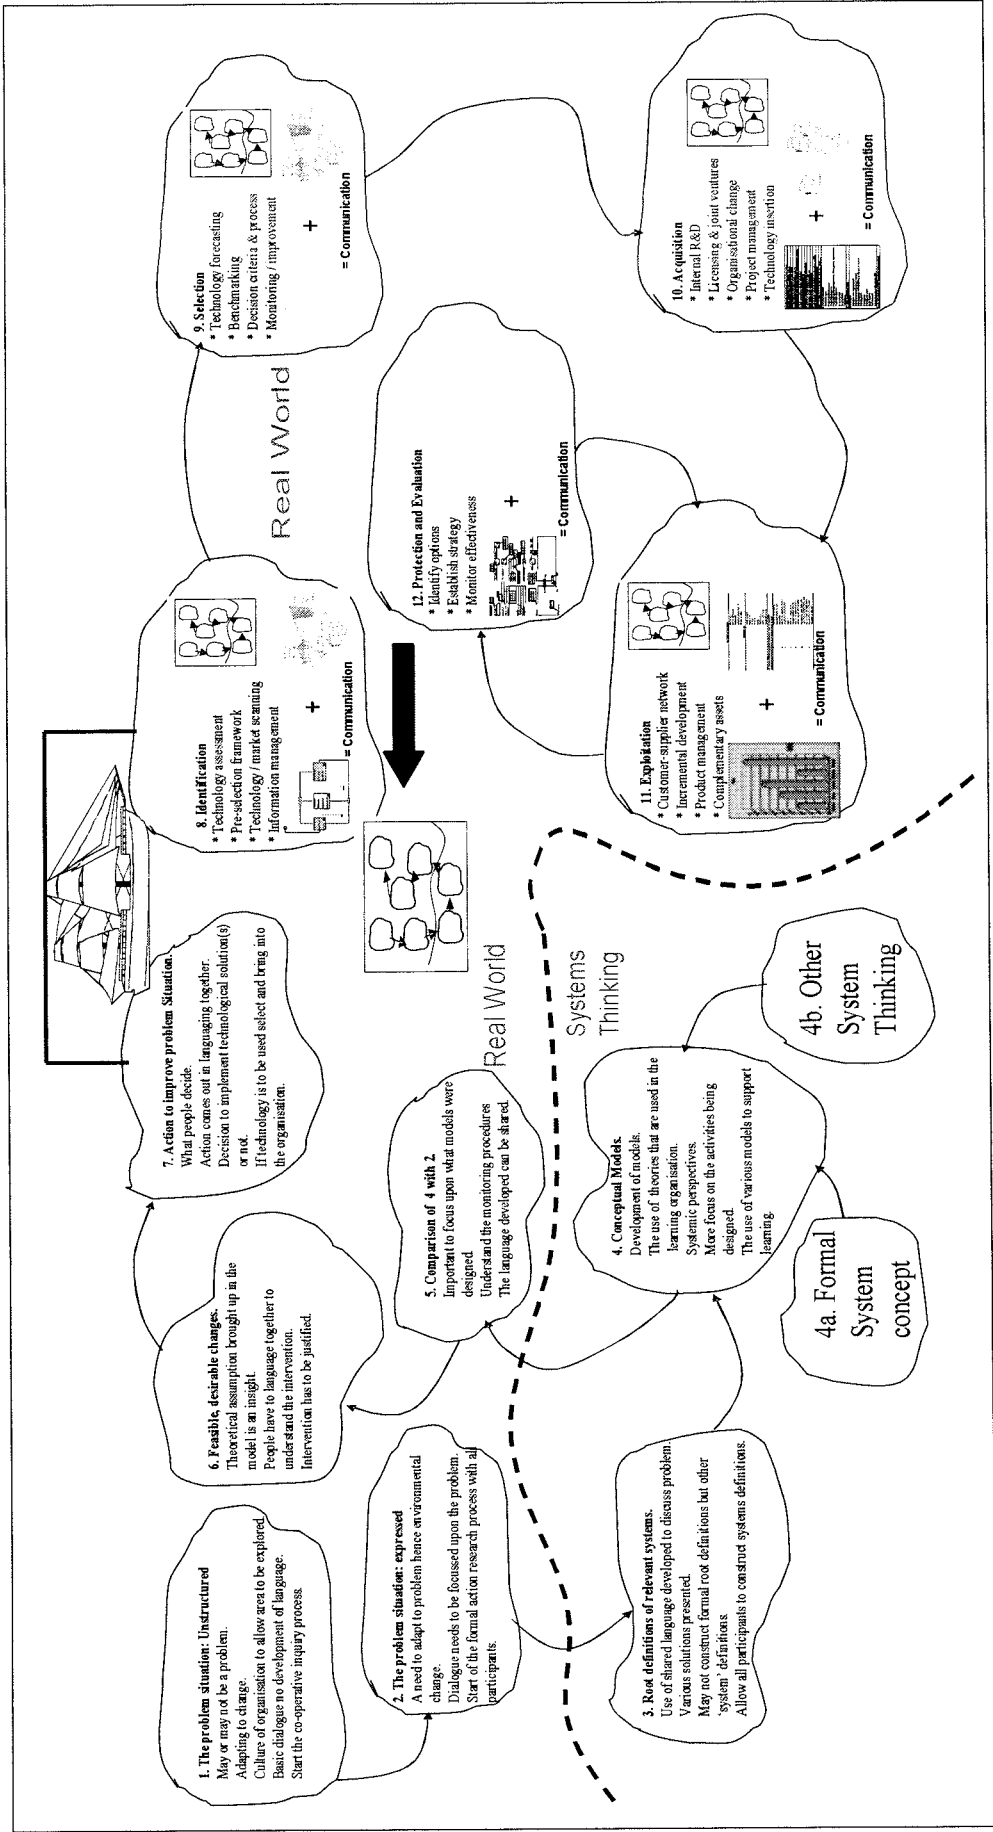 1. The problem situation: Unstructured
May or may not be a problem.
Adapting to change.
Culture of organisation to allow area to be explored.
Basic dialogue no development of language.
Start the co-operative inquiry process.
2. The problem situation: expressed
A need to adapt to problem hence environmental
change.
Dialogue needs to be focussed upon the problem.
Start of the formal action research process with all
participants.
3. Root definitions of relevant systems.
Use of shared language developed to discuss problem.
Various solutions presented.
May not construct formal root definitions but other
'system' definitions.
Allow all participants to construct systems definitions.
4. Conceptual Models.
Development of models.
The use of theories that are used in the
learning organisation.
Systemic perspectives.
More focus on the activities being
designed.
The use of various models to support
learning.
4a. Formal
System
concept
4b. Other
System
Thinking
5. Comparison of 4 with 2.
Important to focus upon what models were
designed.
Understand the monitoring procedures
The language developed can be shared.
6. Feasible, desirable changes.
Theoretical assumption brought up in the
model is an insight.
People have to language together to
understand the intervention.
Intervention has to be justified.
7. Action to improve problem Situation.
What people decide.
Action comes out in languaging together.
Decision to implement technological solution(s)
or not.
If technology is to be used select and bring into
the organisation.
Real World
Systems
Thinking
8. Identification
* Technology assessment
* Pre-selection framework
* Technology / market scanning
* Information management
+
= Communication
Real World
9. Selection
* Technology forecasting
* Benchmarking
* Decision criteria & process
* Monitoring / improvement
+
= Communication
10. Acquisition
* Internal R&D
* Licensing & joint ventures
* Organisational change
* Project management
* Technology insertion
+
= Communication
11. Exploitation
* Customer-supplier network
* Incremental development
* Product management
* Complementary assets
+
= Communication
12. Protection and Evaluation
* Identify options
* Establish strategy
* Monitor effectiveness
+
= Communication